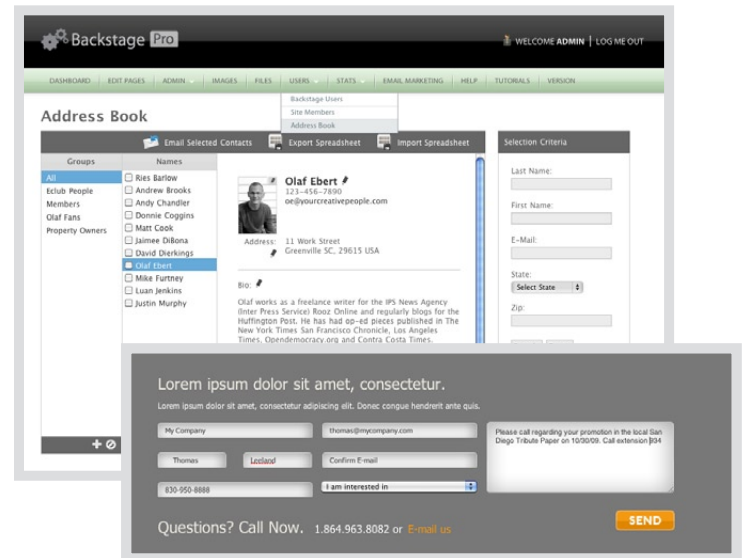 Backstage Pro
WELCOME ADMIN | LOG ME OUT
DASHBOARD EDIT PAGES ADMIN IMAGES FILES USERS STATS EMAIL MARKETING HELP TUTORIALS VERSION
Backstage Users
Site Members
Address Book
Address Book
Email Selected Contacts Export Spreadsheet Import Spreadsheet
Groups
All
Eclub People
Members
Olaf Fans
Property Owners
Names
Ries Barlow
Andrew Brooks
Andy Chandler
Donnie Coggins
Matt Cook
Jaimee DiBona
David Dierkings
Olaf Ebert
Mike Furtney
Luan Jenkins
Justin Murphy
Olaf Ebert
123-456-7890
oe@yourcreativepeople.com
Address: 11 Work Street
Greenville SC, 29615 USA
Bio:
Olaf works as a freelance writer for the IPS News Agency
(Inter Press Service) Rooz Online and regularly blogs for the
Huffington Post. He has had op-ed pieces published in The
New York Times San Francisco Chronicle, Los Angeles
Times, Opendemocracy.org and Contra Costa Times.
Selection Criteria
Last Name:
First Name:
E-Mail:
State:
Select State
Zip:
Lorem ipsum dolor sit amet, consectetur.
Lorem ipsum dolor sit amet, consectetur adipiscing elit. Donec congue hendrerit ante quis.
My Company
thomas@mycompany.com
Thomas
Leeland
Confirm E-mail
830-950-8888
I am interested in
Please call regarding your promotion in the local San
Diego Tribute Paper on 10/30/09. Call extension 834
Questions? Call Now. 1.864.963.8082 or E-mail us
SEND